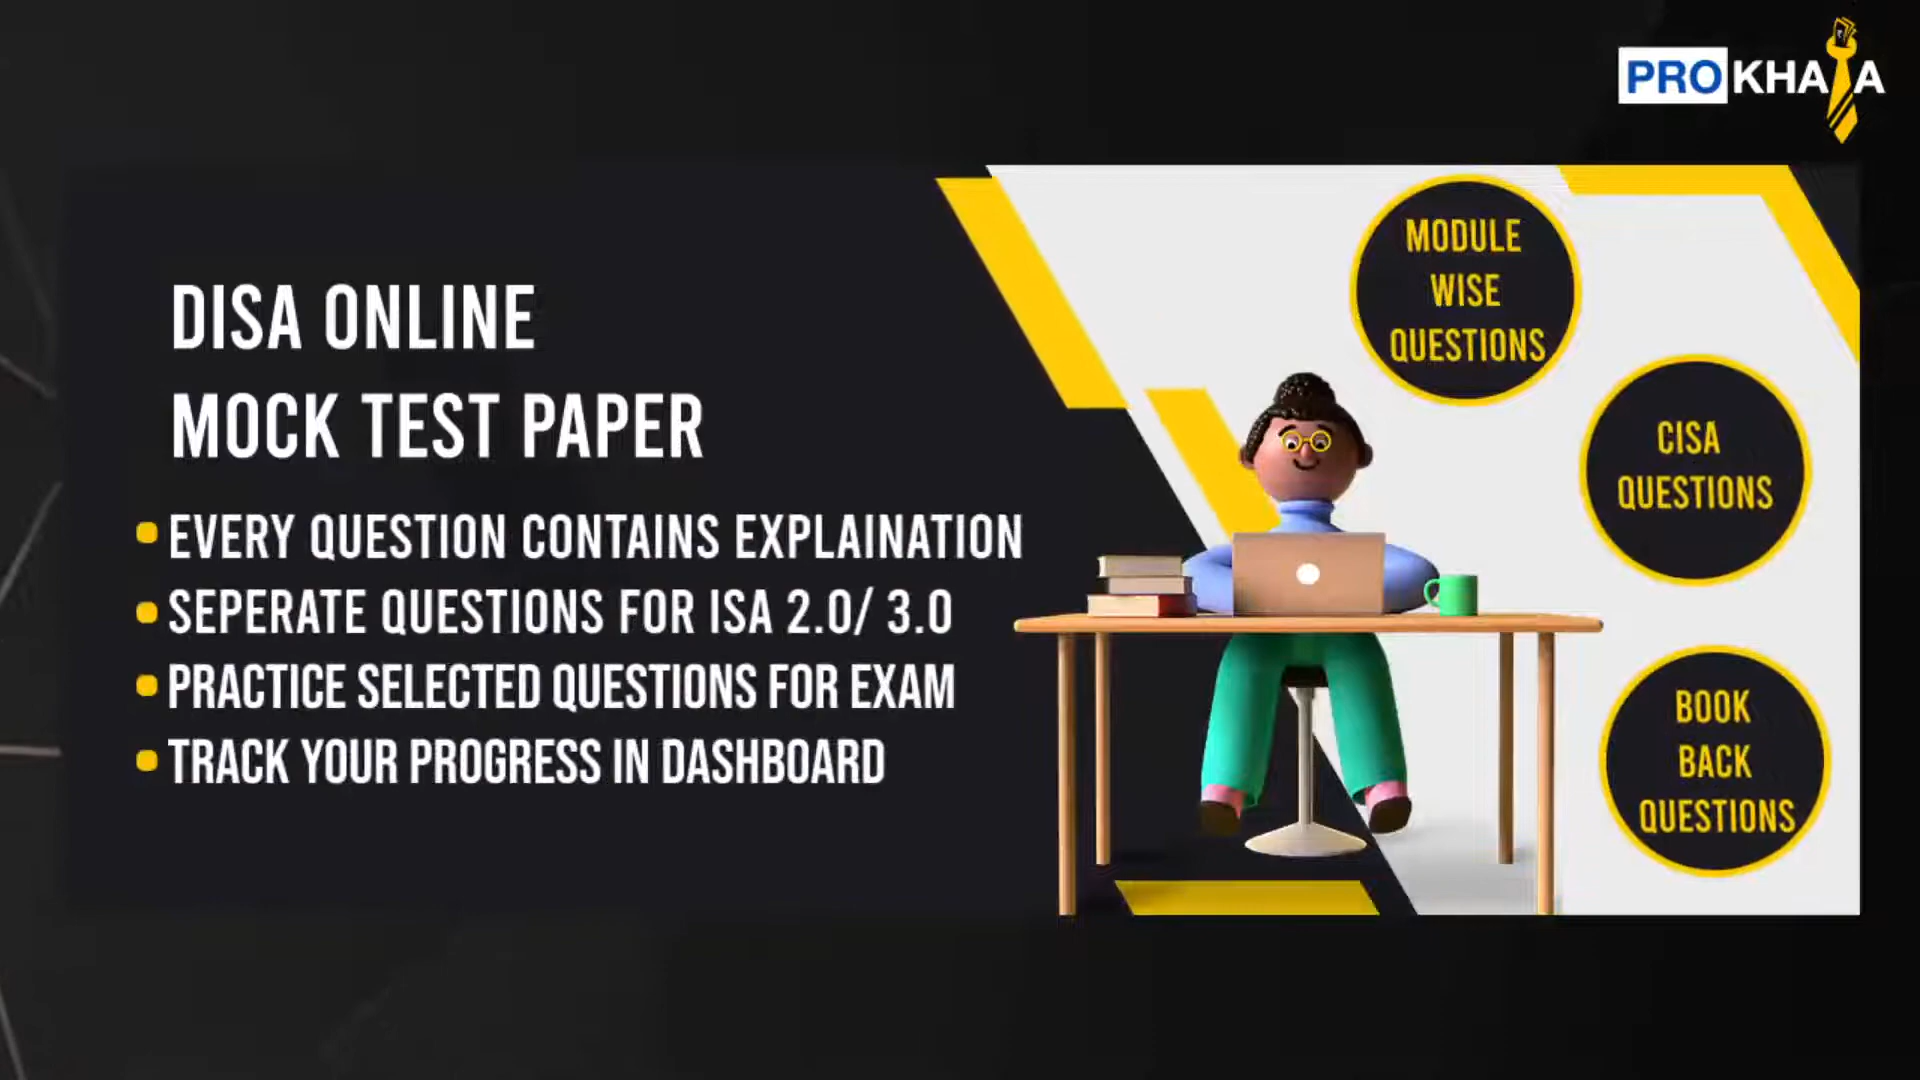 PROKHATA
DISA ONLINE
MOCK TEST PAPER
EVERY QUESTION CONTAINS EXPLAINATION
SEPERATE QUESTIONS FOR ISA 2.0/ 3.0
PRACTICE SELECTED QUESTIONS FOR EXAM
TRACK YOUR PROGRESS IN DASHBOARD
MODULE
WISE
QUESTIONS
CISA
QUESTIONS
BOOK
BACK
QUESTIONS